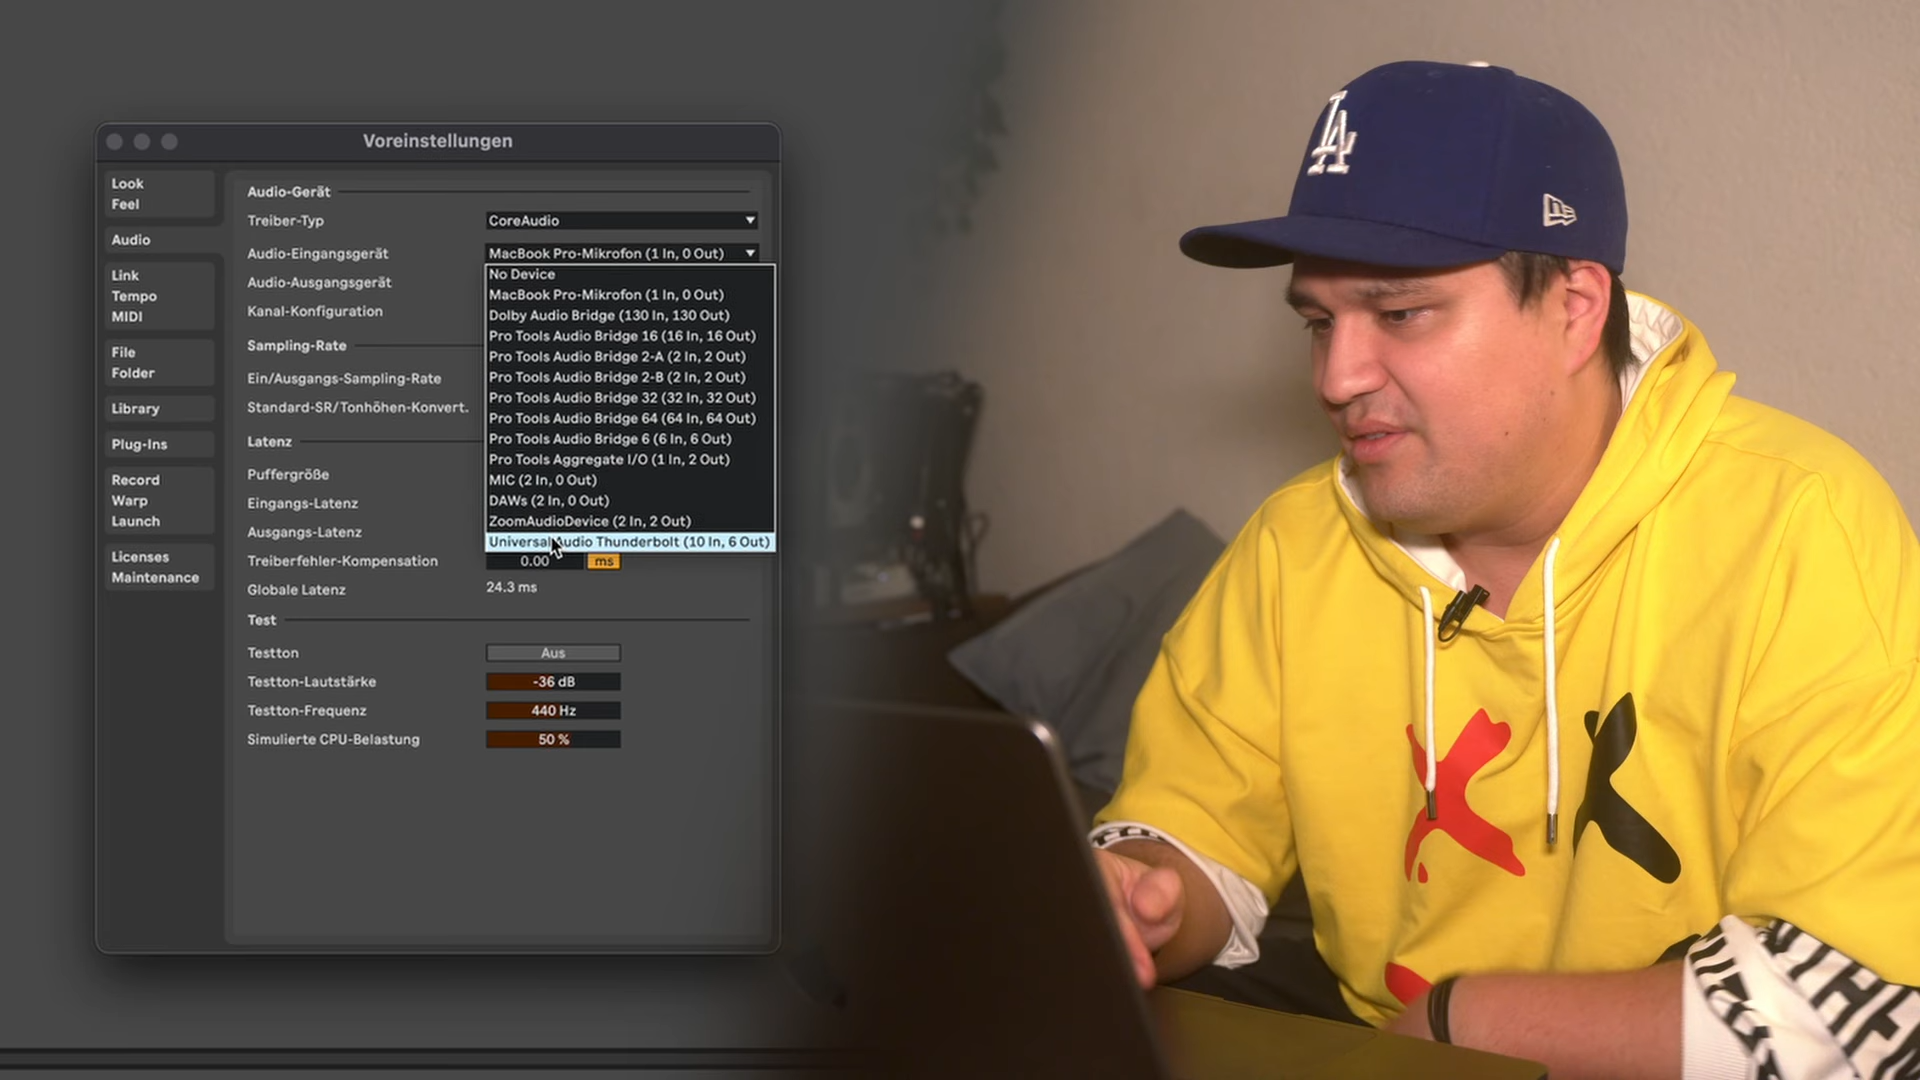 Voreinstellungen
Look
Feel
Audio
Link
Tempo
MIDI
File
Folder
Library
Plug-Ins
Record
Warp
Launch
Licenses
Maintenance
Audio-Gerät
Treiber-Typ
CoreAudio
Audio-Eingangsgerät
MacBook Pro-Mikrofon (1 In, 0 Out)
Audio-Ausgangsgerät
Kanal-Konfiguration
No Device
MacBook Pro-Mikrofon (1 In, 0 Out)
Dolby Audio Bridge (130 In, 130 Out)
Pro Tools Audio Bridge 16 (16 In, 16 Out)
Pro Tools Audio Bridge 2-A (2 In, 2 Out)
Pro Tools Audio Bridge 2-B (2 In, 2 Out)
Pro Tools Audio Bridge 32 (32 In, 32 Out)
Pro Tools Audio Bridge 64 (64 In, 64 Out)
Pro Tools Audio Bridge 6 (6 In, 6 Out)
Pro Tools Aggregate I/O (1 In, 2 Out)
MIC (2 In, 0 Out)
DAWs (2 In, 0 Out)
ZoomAudioDevice (2 In, 2 Out)
Universal Audio Thunderbolt (10 In, 6 Out)
Sampling-Rate
Ein/Ausgangs-Sampling-Rate
Standard-SR/Tonhöhen-Konvert.
Latenz
Puffergröße
Eingangs-Latenz
Ausgangs-Latenz
Treiberfehler-Kompensation
0.00
ms
Globale Latenz
24.3 ms
Test
Testton
Aus
Testton-Lautstärke
-36 dB
Testton-Frequenz
440 Hz
Simulierte CPU-Belastung
50 %
LA